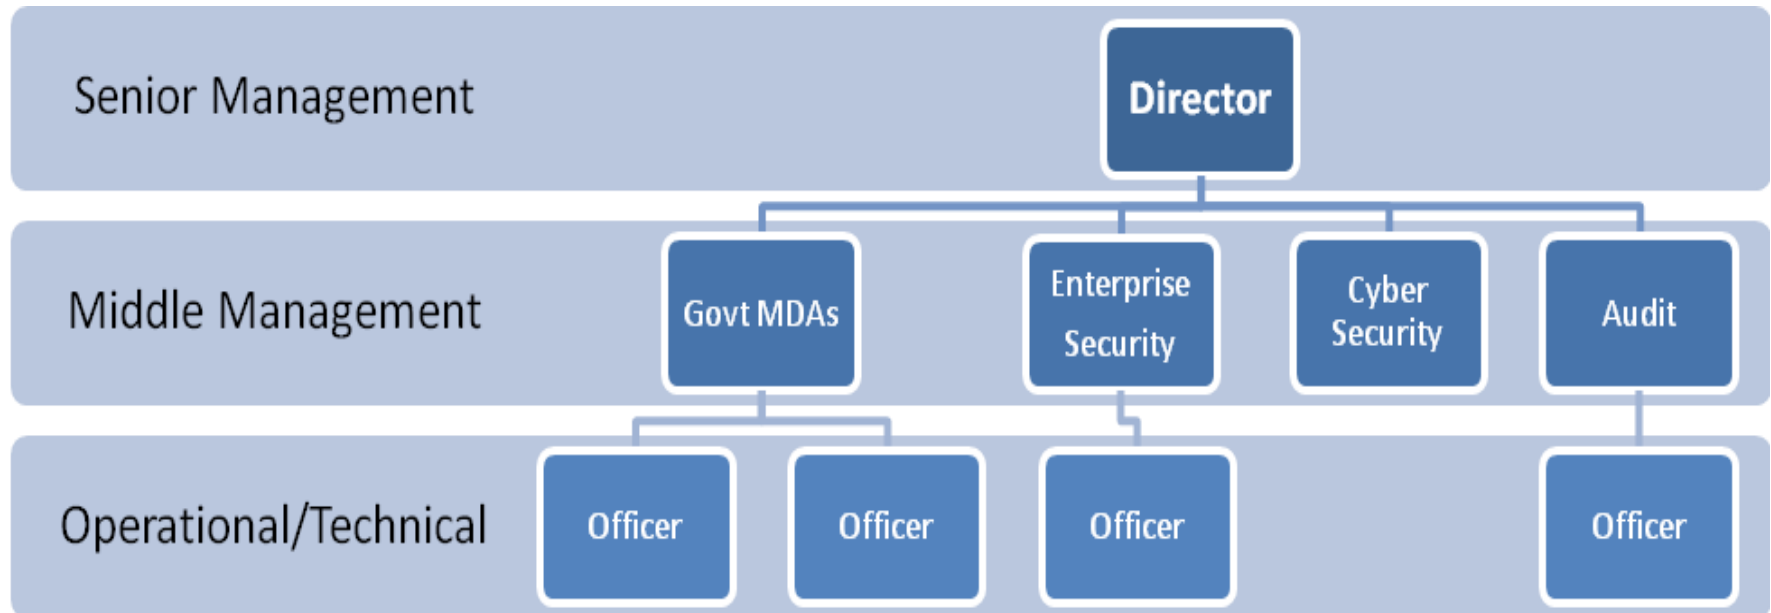 Senior Management
Director
Middle Management
Govt MDAs
Enterprise
Security
Cyber
Security
Audit
Operational/Technical
Officer
Officer
Officer
Officer